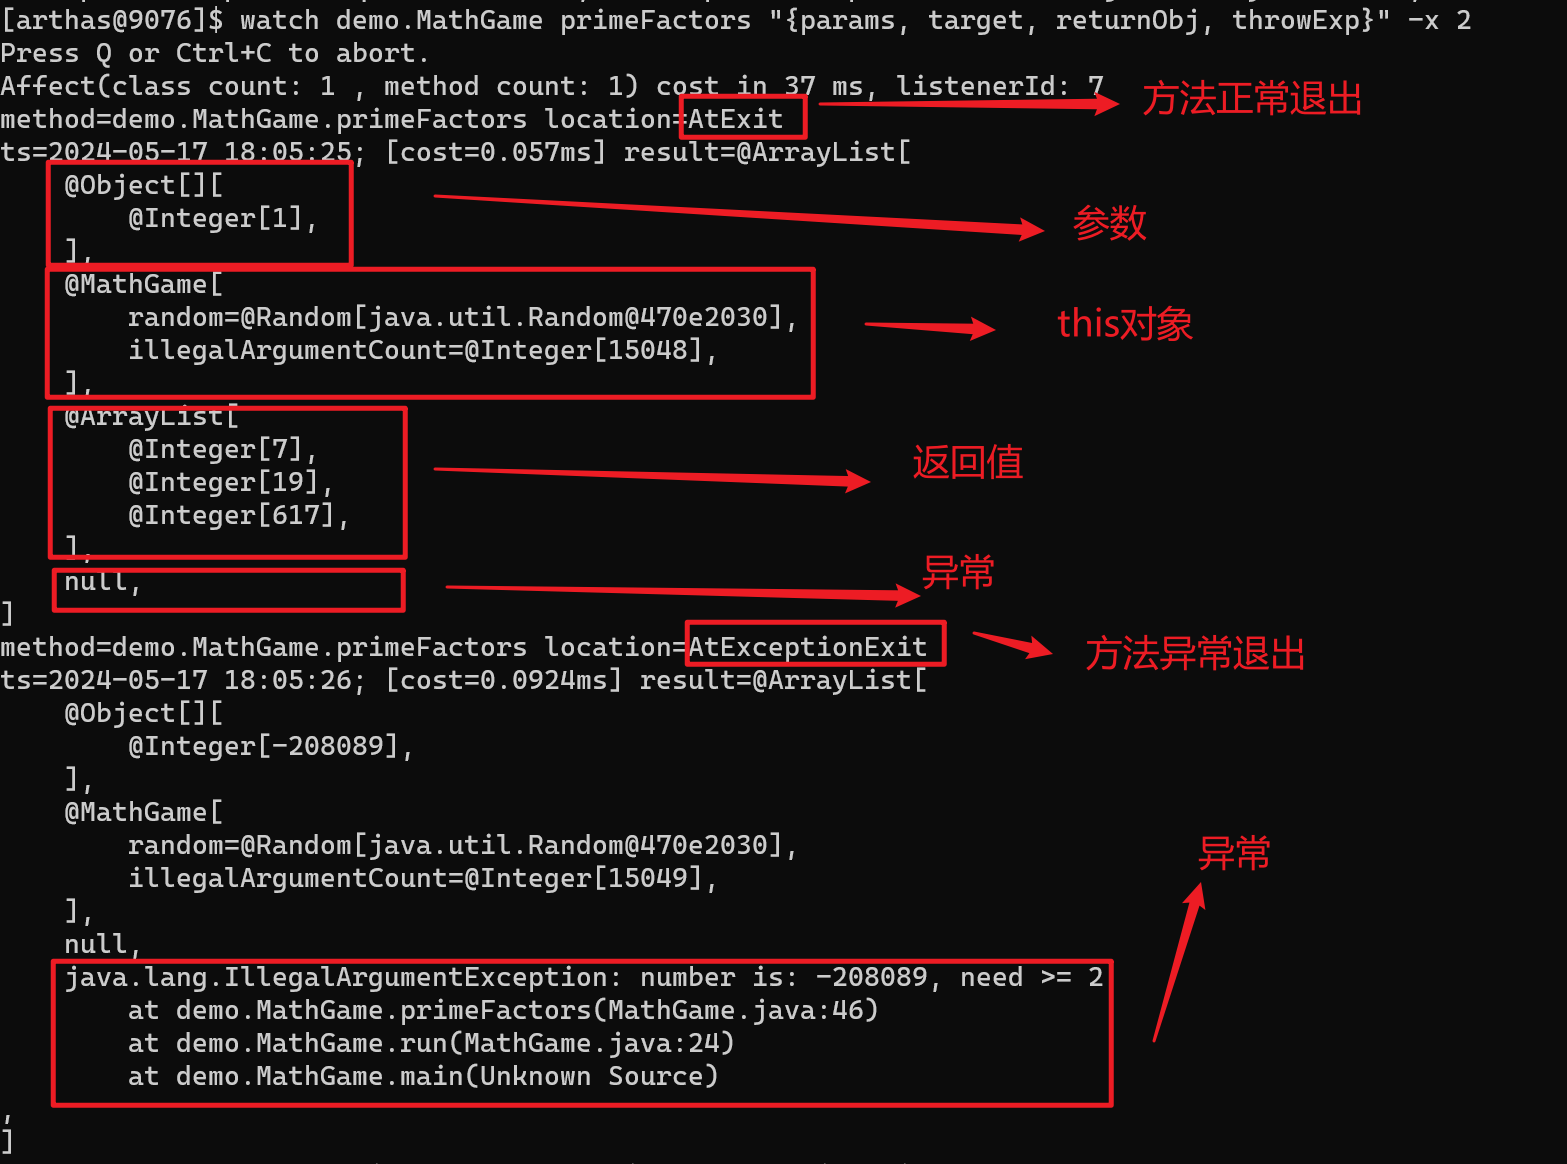 [arthas@9076]$ watch demo.MathGame primeFactors "{params, target, returnObj, throwExp}" -x 2
Press Q or Ctrl+C to abort.
Affect(class count: 1 , method count: 1) cost in 37 ms, listenerId: 7
方法正常退出
method=demo.MathGame.primeFactors location=AtExit
ts=2024-05-17 18:05:25; [cost=0.057ms] result=@ArrayList[
    @Object[][
        @Integer[1],
参数
    ],
    @MathGame[
        random=@Random[java.util.Random@470e2030],
this对象
        illegalArgumentCount=@Integer[15048],
    ],
    @ArrayList[
        @Integer[7],
返回值
        @Integer[19],
        @Integer[617],
    ],
异常
    null,
]
method=demo.MathGame.primeFactors location=AtExceptionExit
方法异常退出
ts=2024-05-17 18:05:26; [cost=0.0924ms] result=@ArrayList[
    @Object[][
        @Integer[-208089],
    ],
    @MathGame[
        random=@Random[java.util.Random@470e2030],
异常
        illegalArgumentCount=@Integer[15049],
    ],
    null,
    java.lang.IllegalArgumentException: number is: -208089, need >= 2
        at demo.MathGame.primeFactors(MathGame.java:46)
        at demo.MathGame.run(MathGame.java:24)
        at demo.MathGame.main(Unknown Source)
,
]